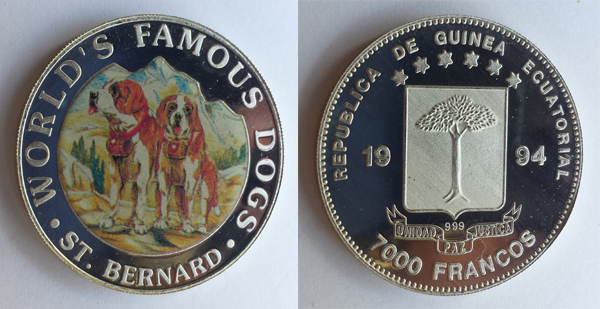 WORLD'S FAMOUS DOGS
• ST. BERNARD •
REPUBLICA DE GUINEA ECUATORIAL
19 94
999
UNIDAD PAZ JUSTICIA
7000 FRANCOS